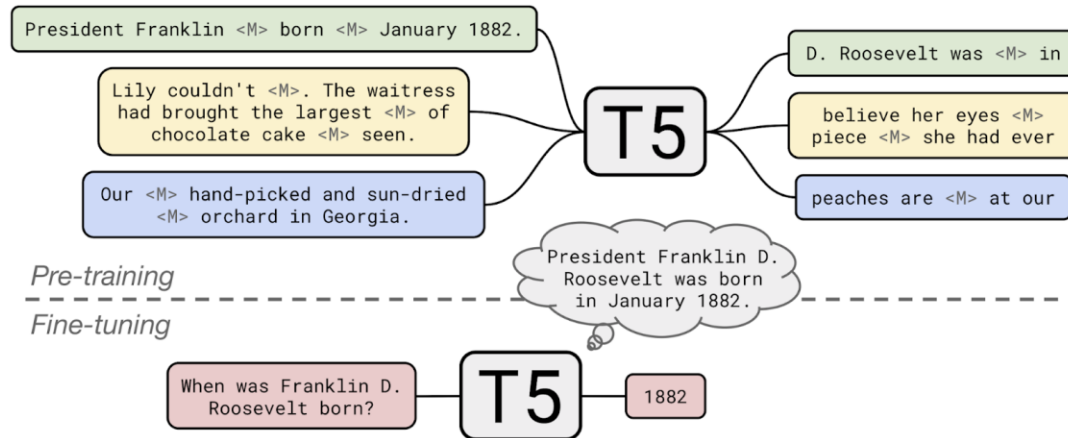 President Franklin <M> born <M> January 1882.
D. Roosevelt was <M> in
Lily couldn't <M>. The waitress
had brought the largest <M> of
chocolate cake <M> seen.
T5
believe her eyes <M>
piece <M> she had ever
Our <M> hand-picked and sun-dried
<M> orchard in Georgia.
peaches are <M> at our
President Franklin D.
Roosevelt was born
in January 1882.
Pre-training
Fine-tuning
When was Franklin D.
Roosevelt born?
T5
1882